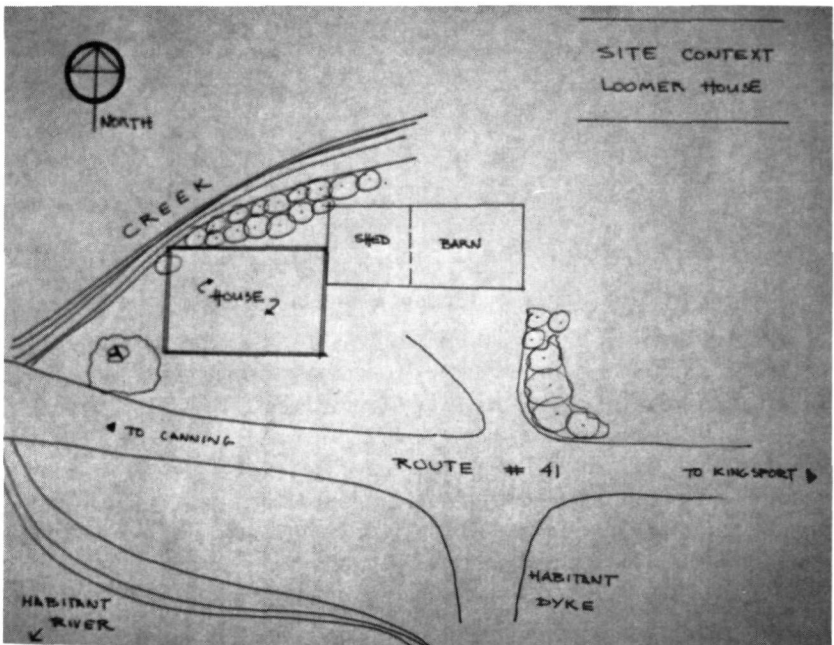 SITE CONTEXT
LOOMER HOUSE
NORTH
CREEK
SHED
BARN
HOUSE
TO CANNING
ROUTE # 41
TO KINGSPORT
HABITANT
DYKE
HABITANT
RIVER